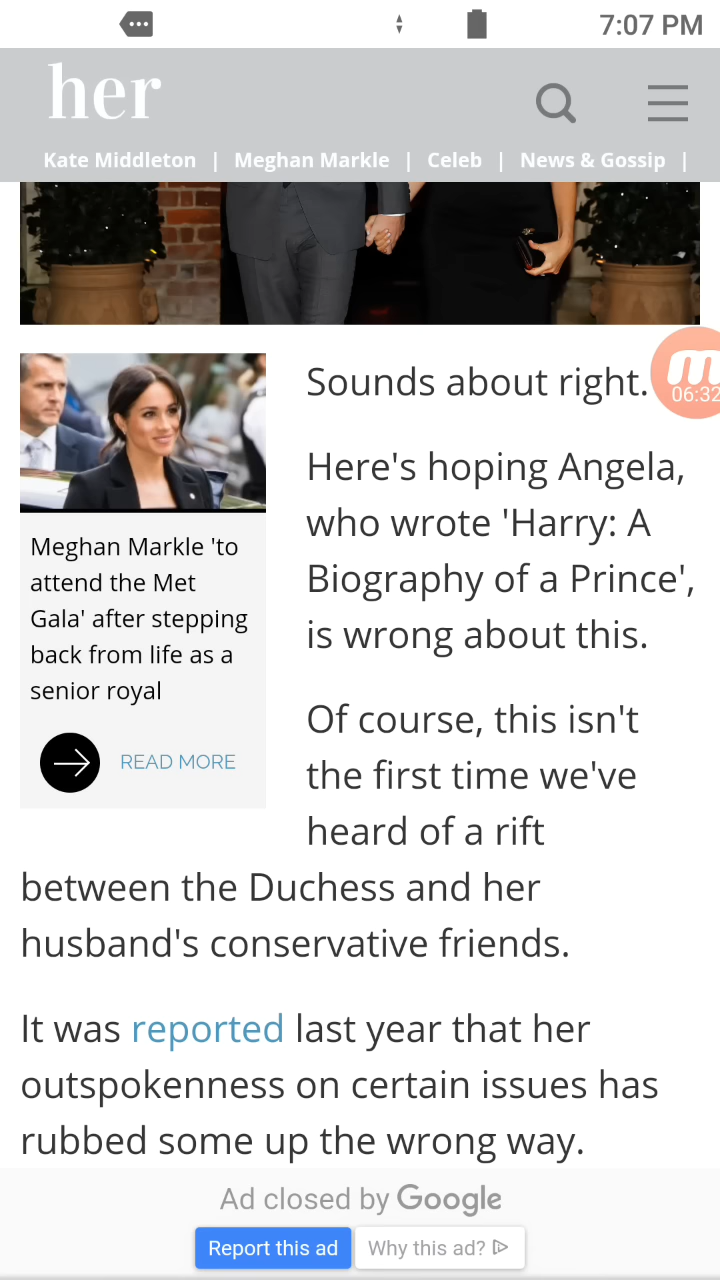 7:07 PM
her
Kate Middleton | Meghan Markle | Celeb | News & Gossip |
06:32
Meghan Markle 'to
attend the Met
Gala' after stepping
back from life as a
senior royal
READ MORE
Sounds about right.
Here's hoping Angela,
who wrote 'Harry: A
Biography of a Prince',
is wrong about this.
Of course, this isn't
the first time we've
heard of a rift
between the Duchess and her
husband's conservative friends.
It was reported last year that her
outspokenness on certain issues has
rubbed some up the wrong way.
Ad closed by Google
Report this ad
Why this ad?